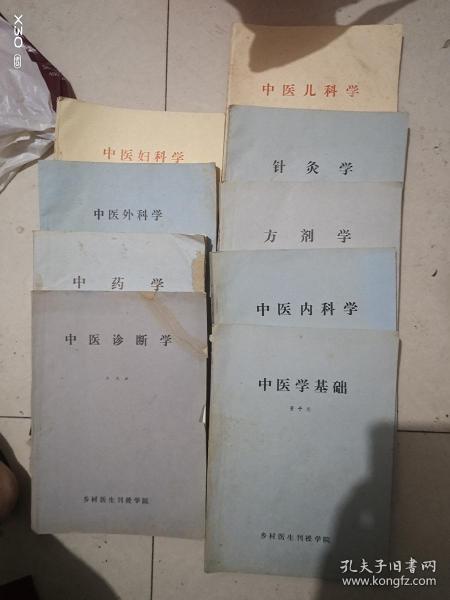 X30
中医儿科学
中医妇科学
针灸学
中医外科学
方剂学
中药学
中医内科学
中医诊断学
中医学基础
乡村医生刊授学院
乡村医生刊授学院
孔夫子旧书网
www.kongfz.com